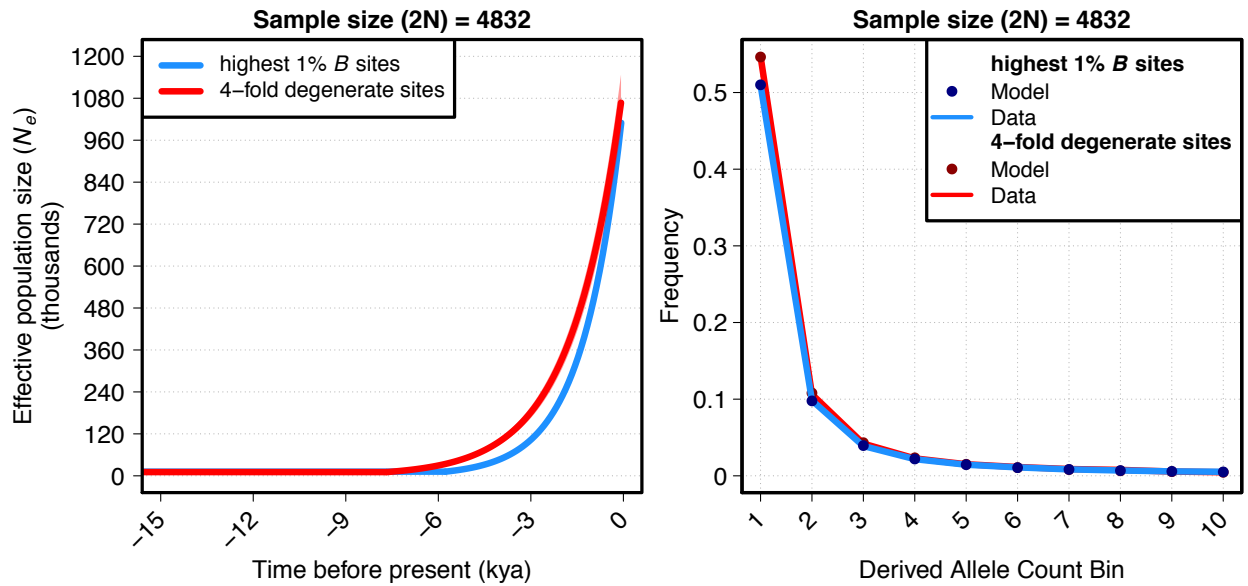 Sample size (2N) = 4832
highest 1% B sites
4−fold degenerate sites
Effective population size (Ne)
(thousands)
1200
1080
960
840
720
600
480
360
240
120
0
−15
−12
−9
−6
−3
0
Time before present (kya)
Sample size (2N) = 4832
highest 1% B sites
Model
Data
4−fold degenerate sites
Model
Data
Frequency
0.5
0.4
0.3
0.2
0.1
0
1
2
3
4
5
6
7
8
9
10
Derived Allele Count Bin